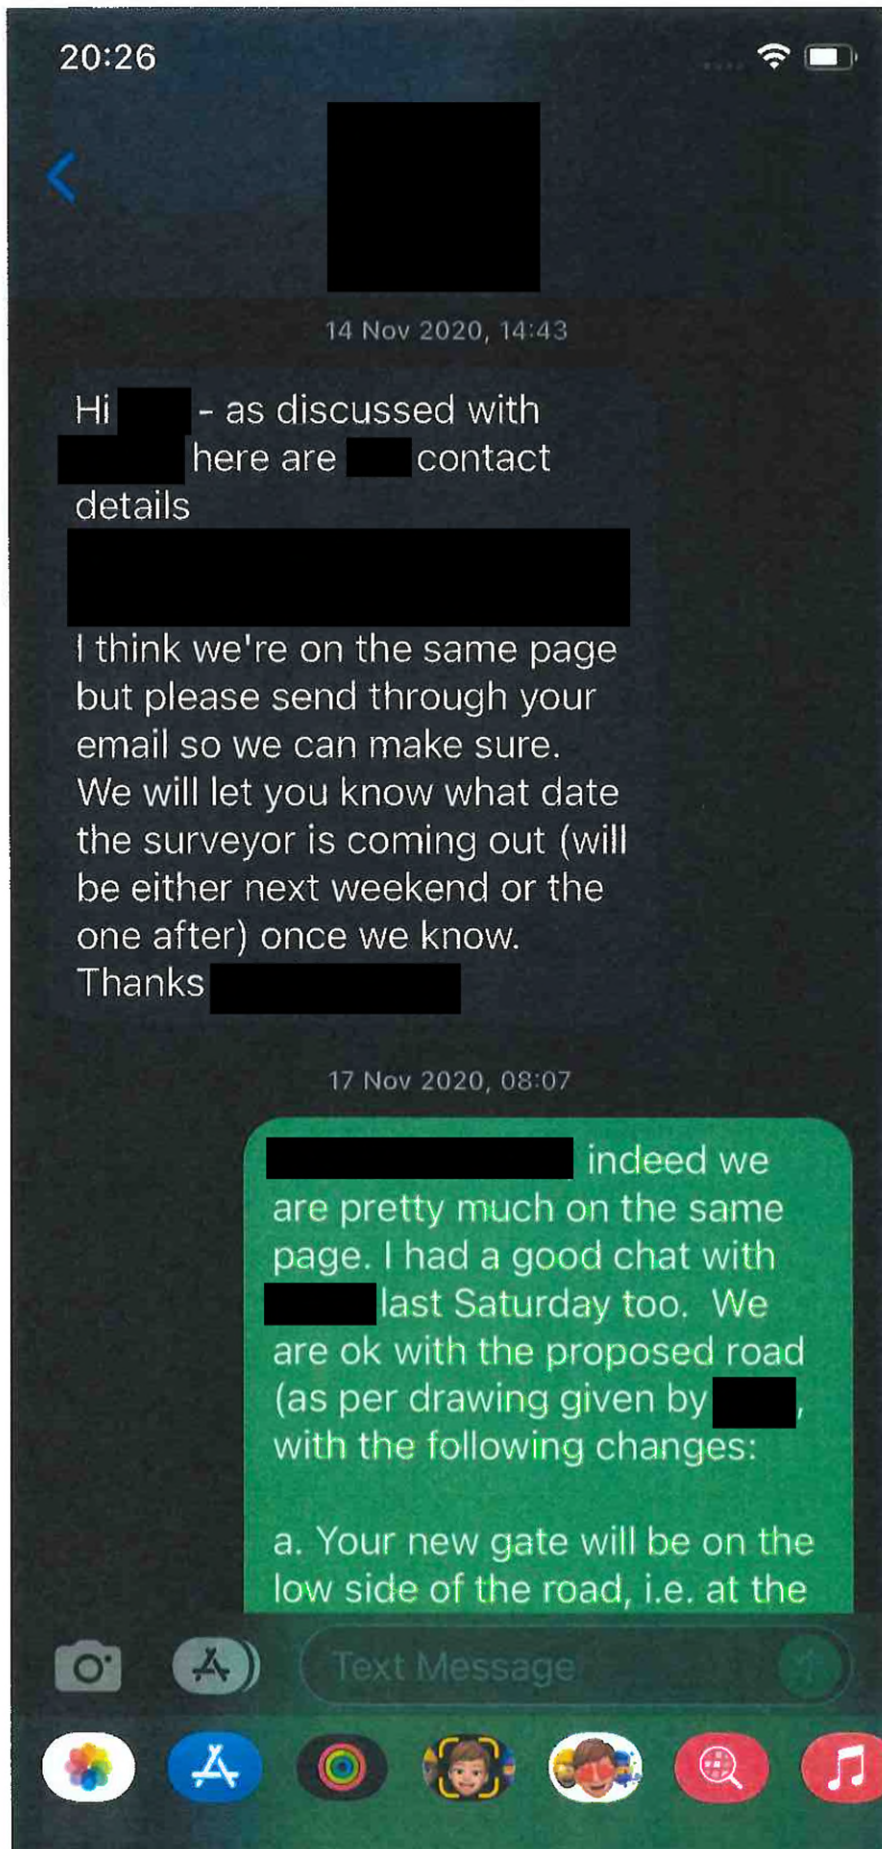 20:26
14 Nov 2020, 14:43
Hi - as discussed with
here are contact
details
I think we're on the same page
but please send through your
email so we can make sure.
We will let you know what date
the surveyor is coming out (will
be either next weekend or the
one after) once we know.
Thanks
17 Nov 2020, 08:07
indeed we
are pretty much on the same
page. I had a good chat with
last Saturday too. We
are ok with the proposed road
(as per drawing given by ,
with the following changes:
a. Your new gate will be on the
low side of the road, i.e. at the
Text Message